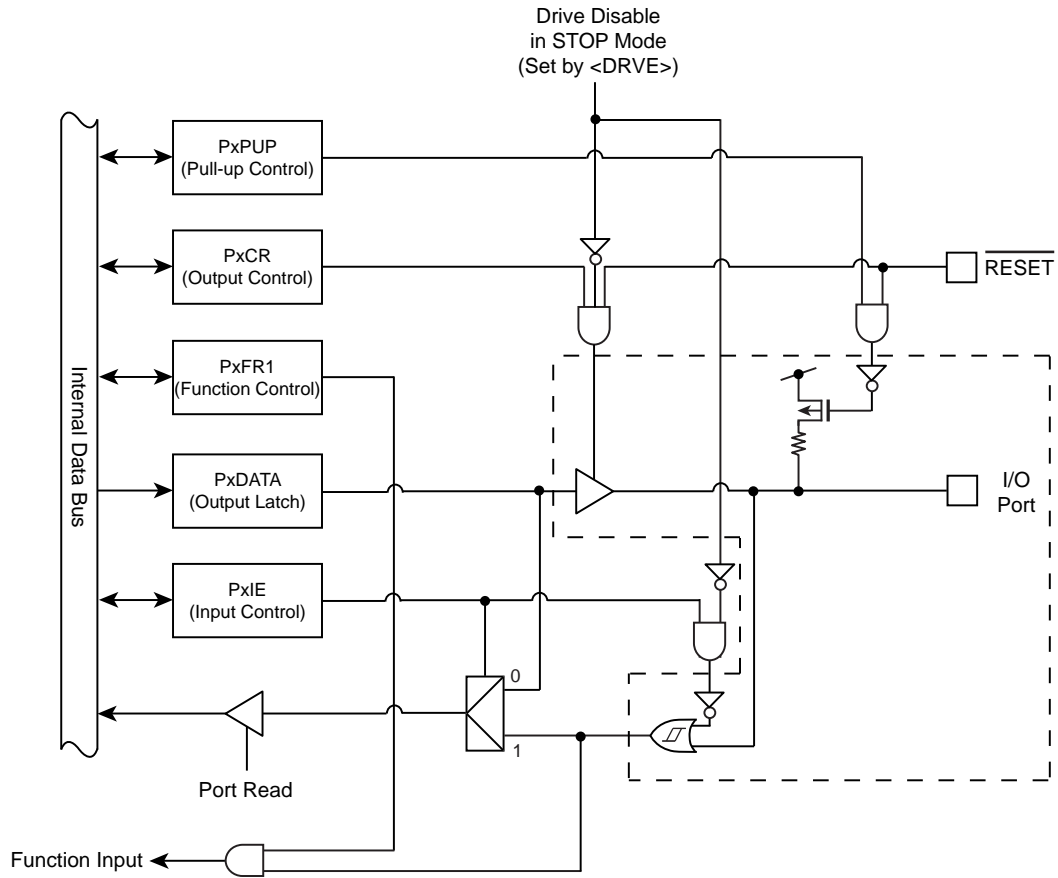 Drive Disable
in STOP Mode
(Set by <DRVE>)
PxPUP
(Pull-up Control)
PxCR
(Output Control)
RESET
PxFR1
(Function Control)
Internal Data Bus
PxDATA
(Output Latch)
I/O
Port
PxIE
(Input Control)
0
1
Port Read
Function Input